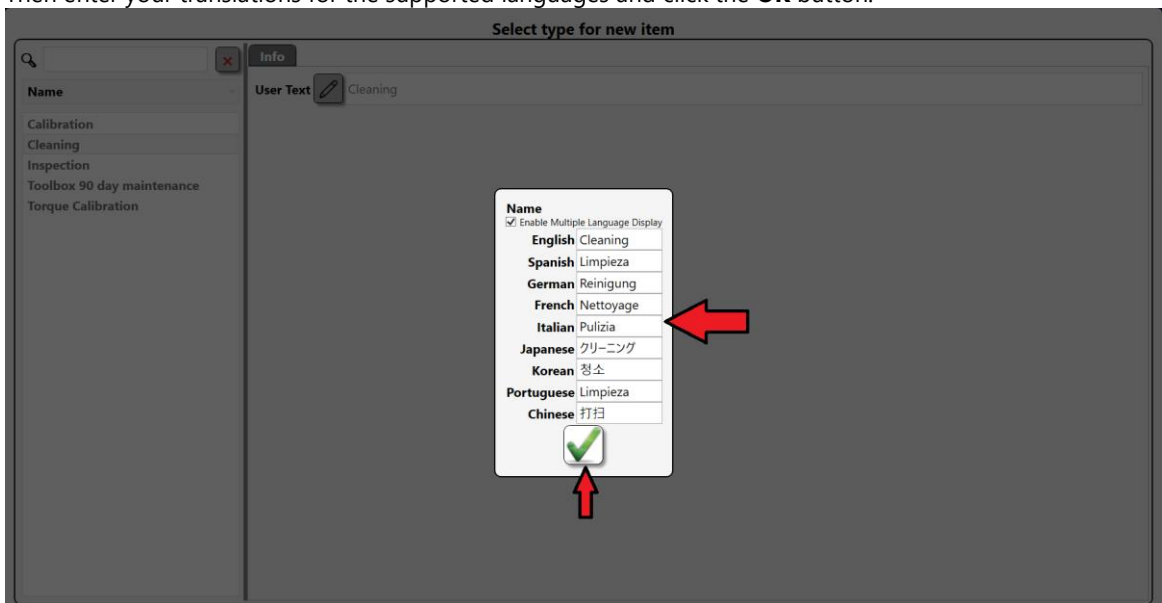 Then enter your translations for the supported languages and click the OK button.
Select type for new item
Info
Name
User Text Cleaning
Calibration
Cleaning
Inspection
Toolbox 90 day maintenance
Torque Calibration
Name
Enable Multiple Language Display
English Cleaning
Spanish Limpieza
German Reinigung
French Nettoyage
Italian Pulizia
Japanese クリーニング
Korean 청소
Portuguese Limpieza
Chinese 打扫